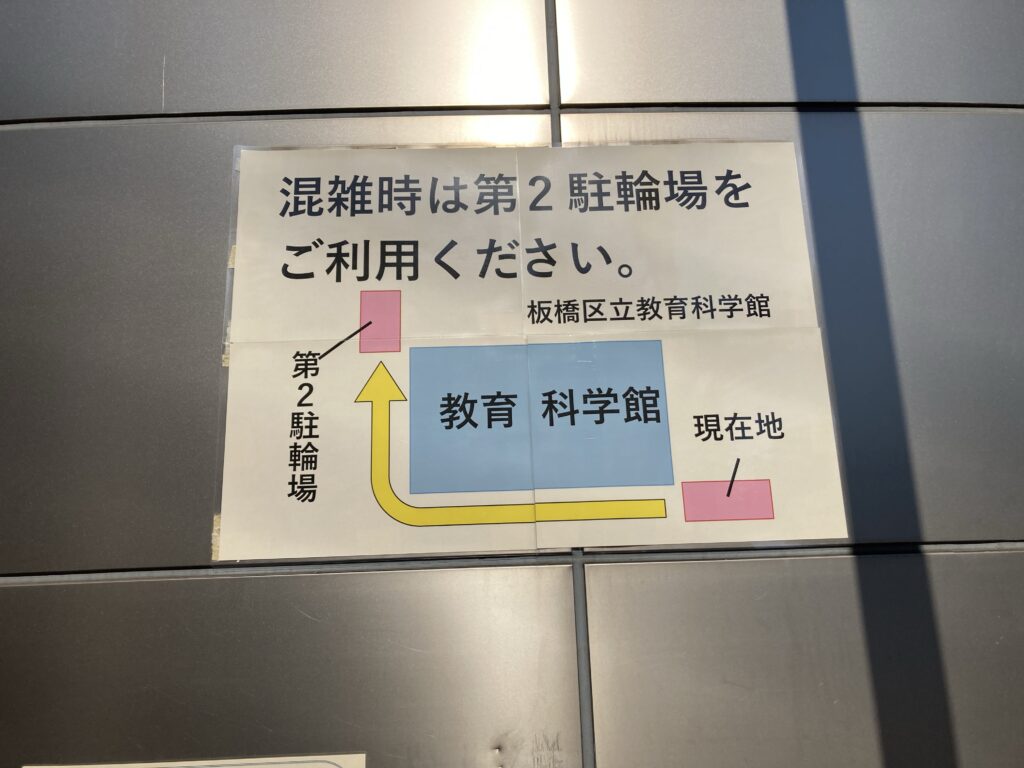 混雑時は第2駐輪場を
ご利用ください。
板橋区立教育科学館
第2駐輪場
教育科学館
現在地